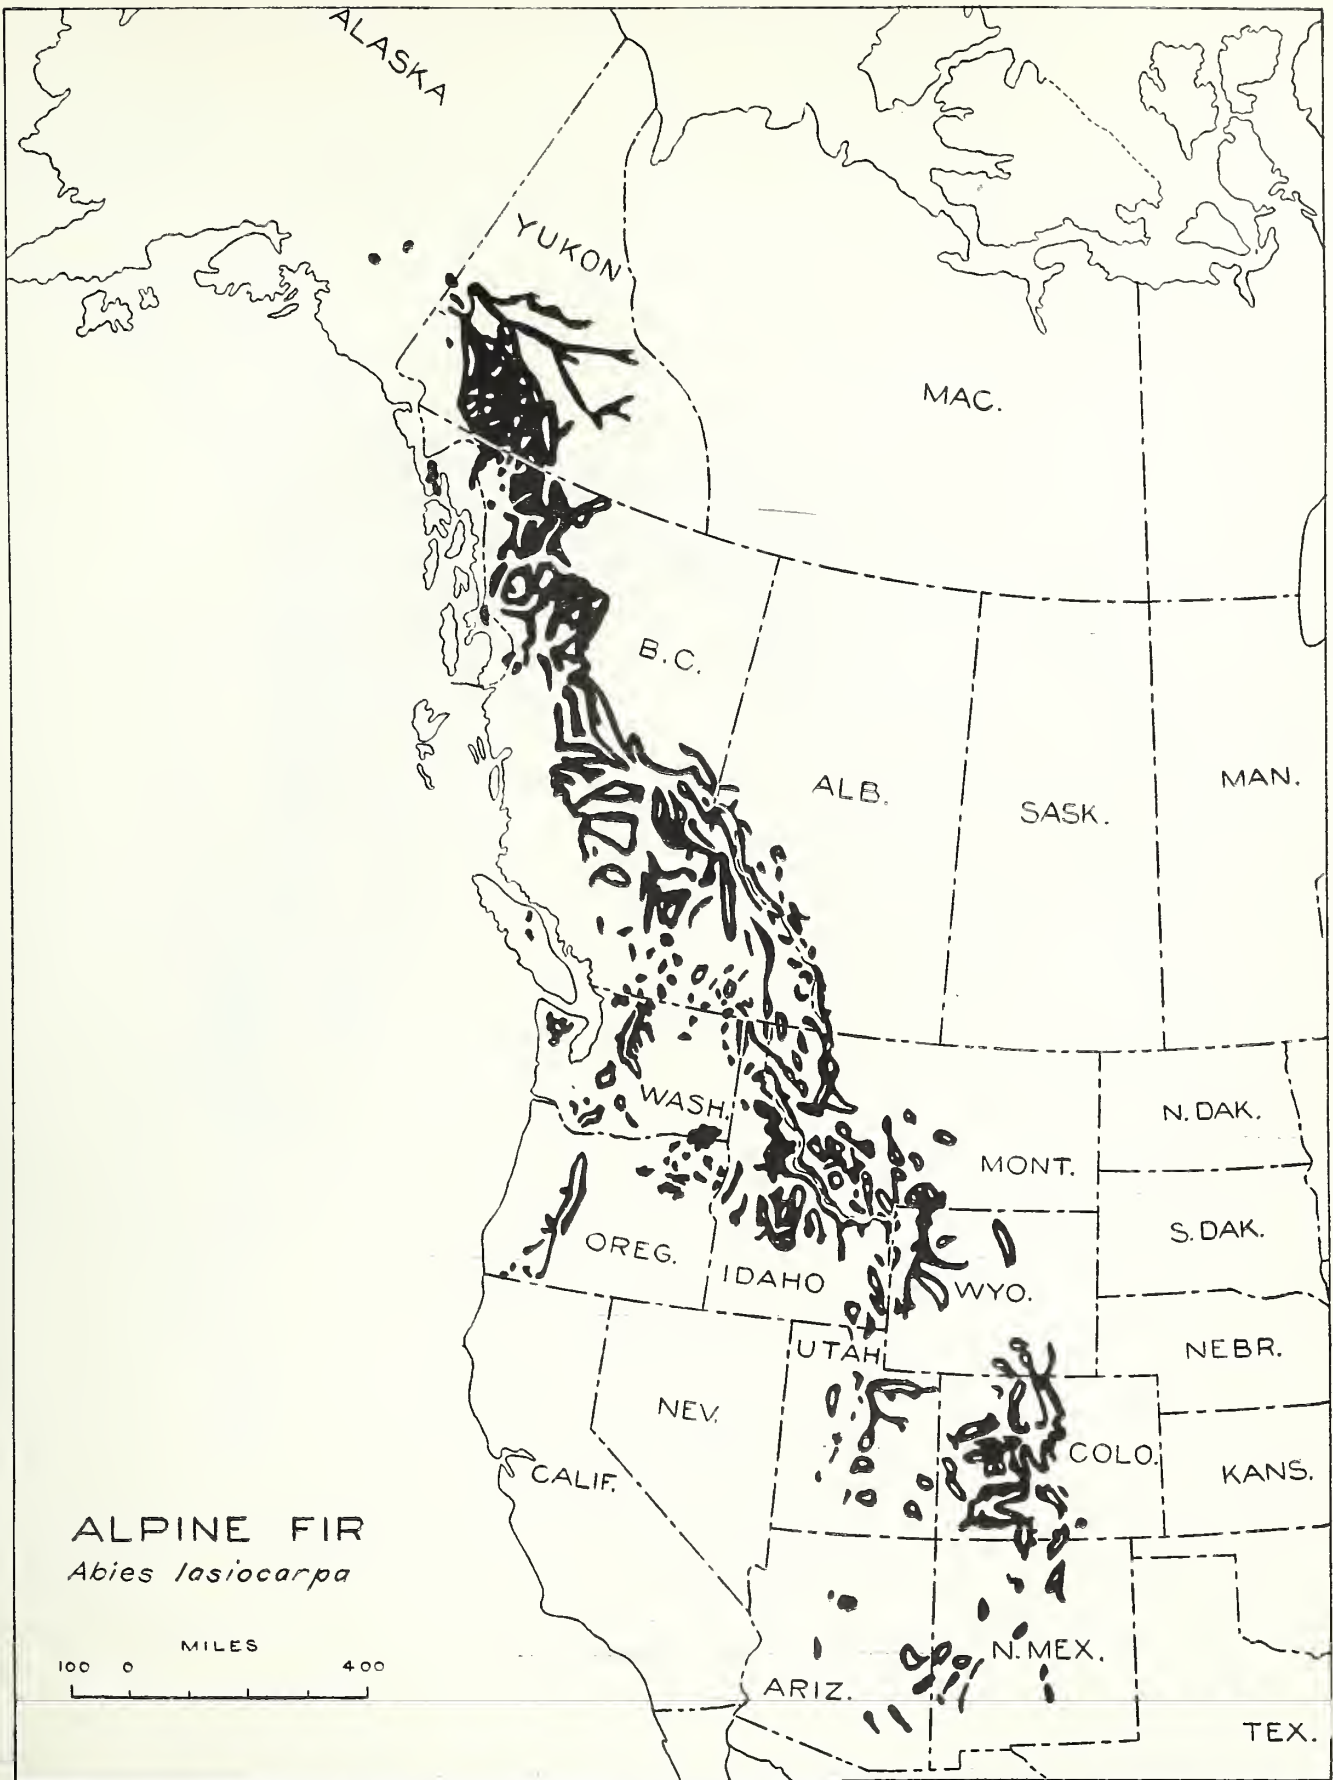 ALASKA
YUKON
MAC.
B.C.
ALB.
SASK.
MAN.
WASH.
MONT.
N. DAK.
OREG.
IDAHO
WYO.
S. DAK.
UTAH
NEBR.
NEV.
CALIF.
COLO.
KANS.
ALPINE FIR
Abies lasiocarpa
MILES
100 0 400
ARIZ.
N. MEX.
TEX.